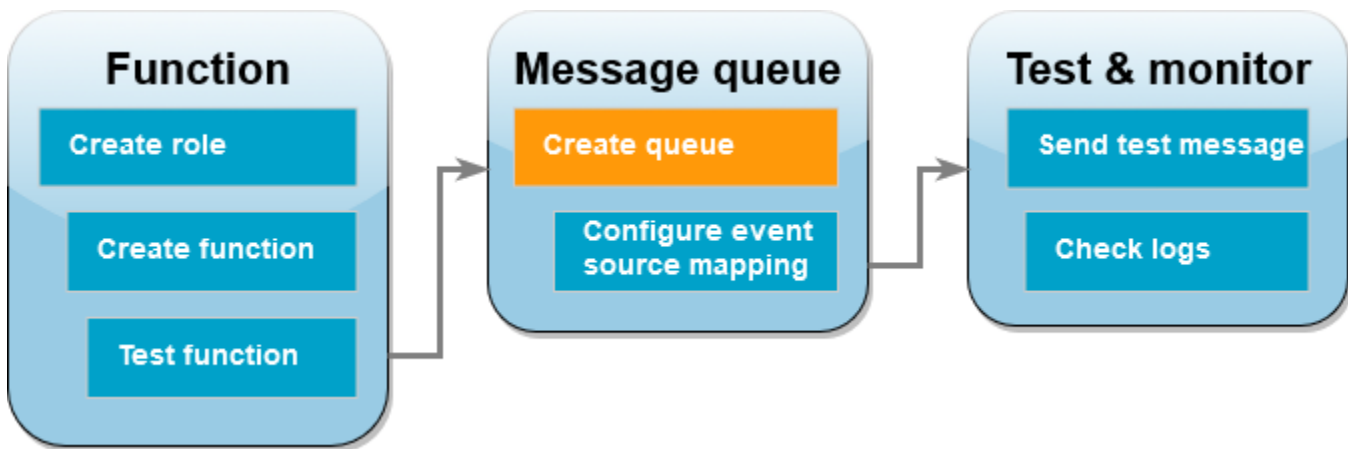 Function
Create role
Create function
Test function
Message queue
Create queue
Configure event
source mapping
Test & monitor
Send test message
Check logs